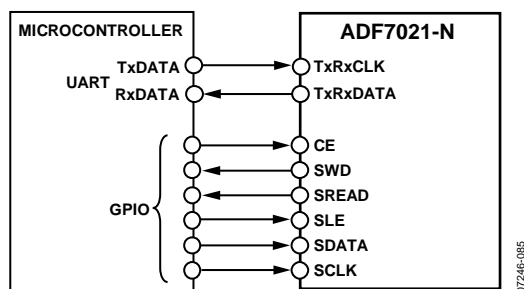 MICROCONTROLLER
ADF7021-N
UART
TxDATA
TxRxCLK
RxDATA
TxRxDATA
GPIO
CE
SWD
SREAD
SLE
SDATA
SCLK
07246-085